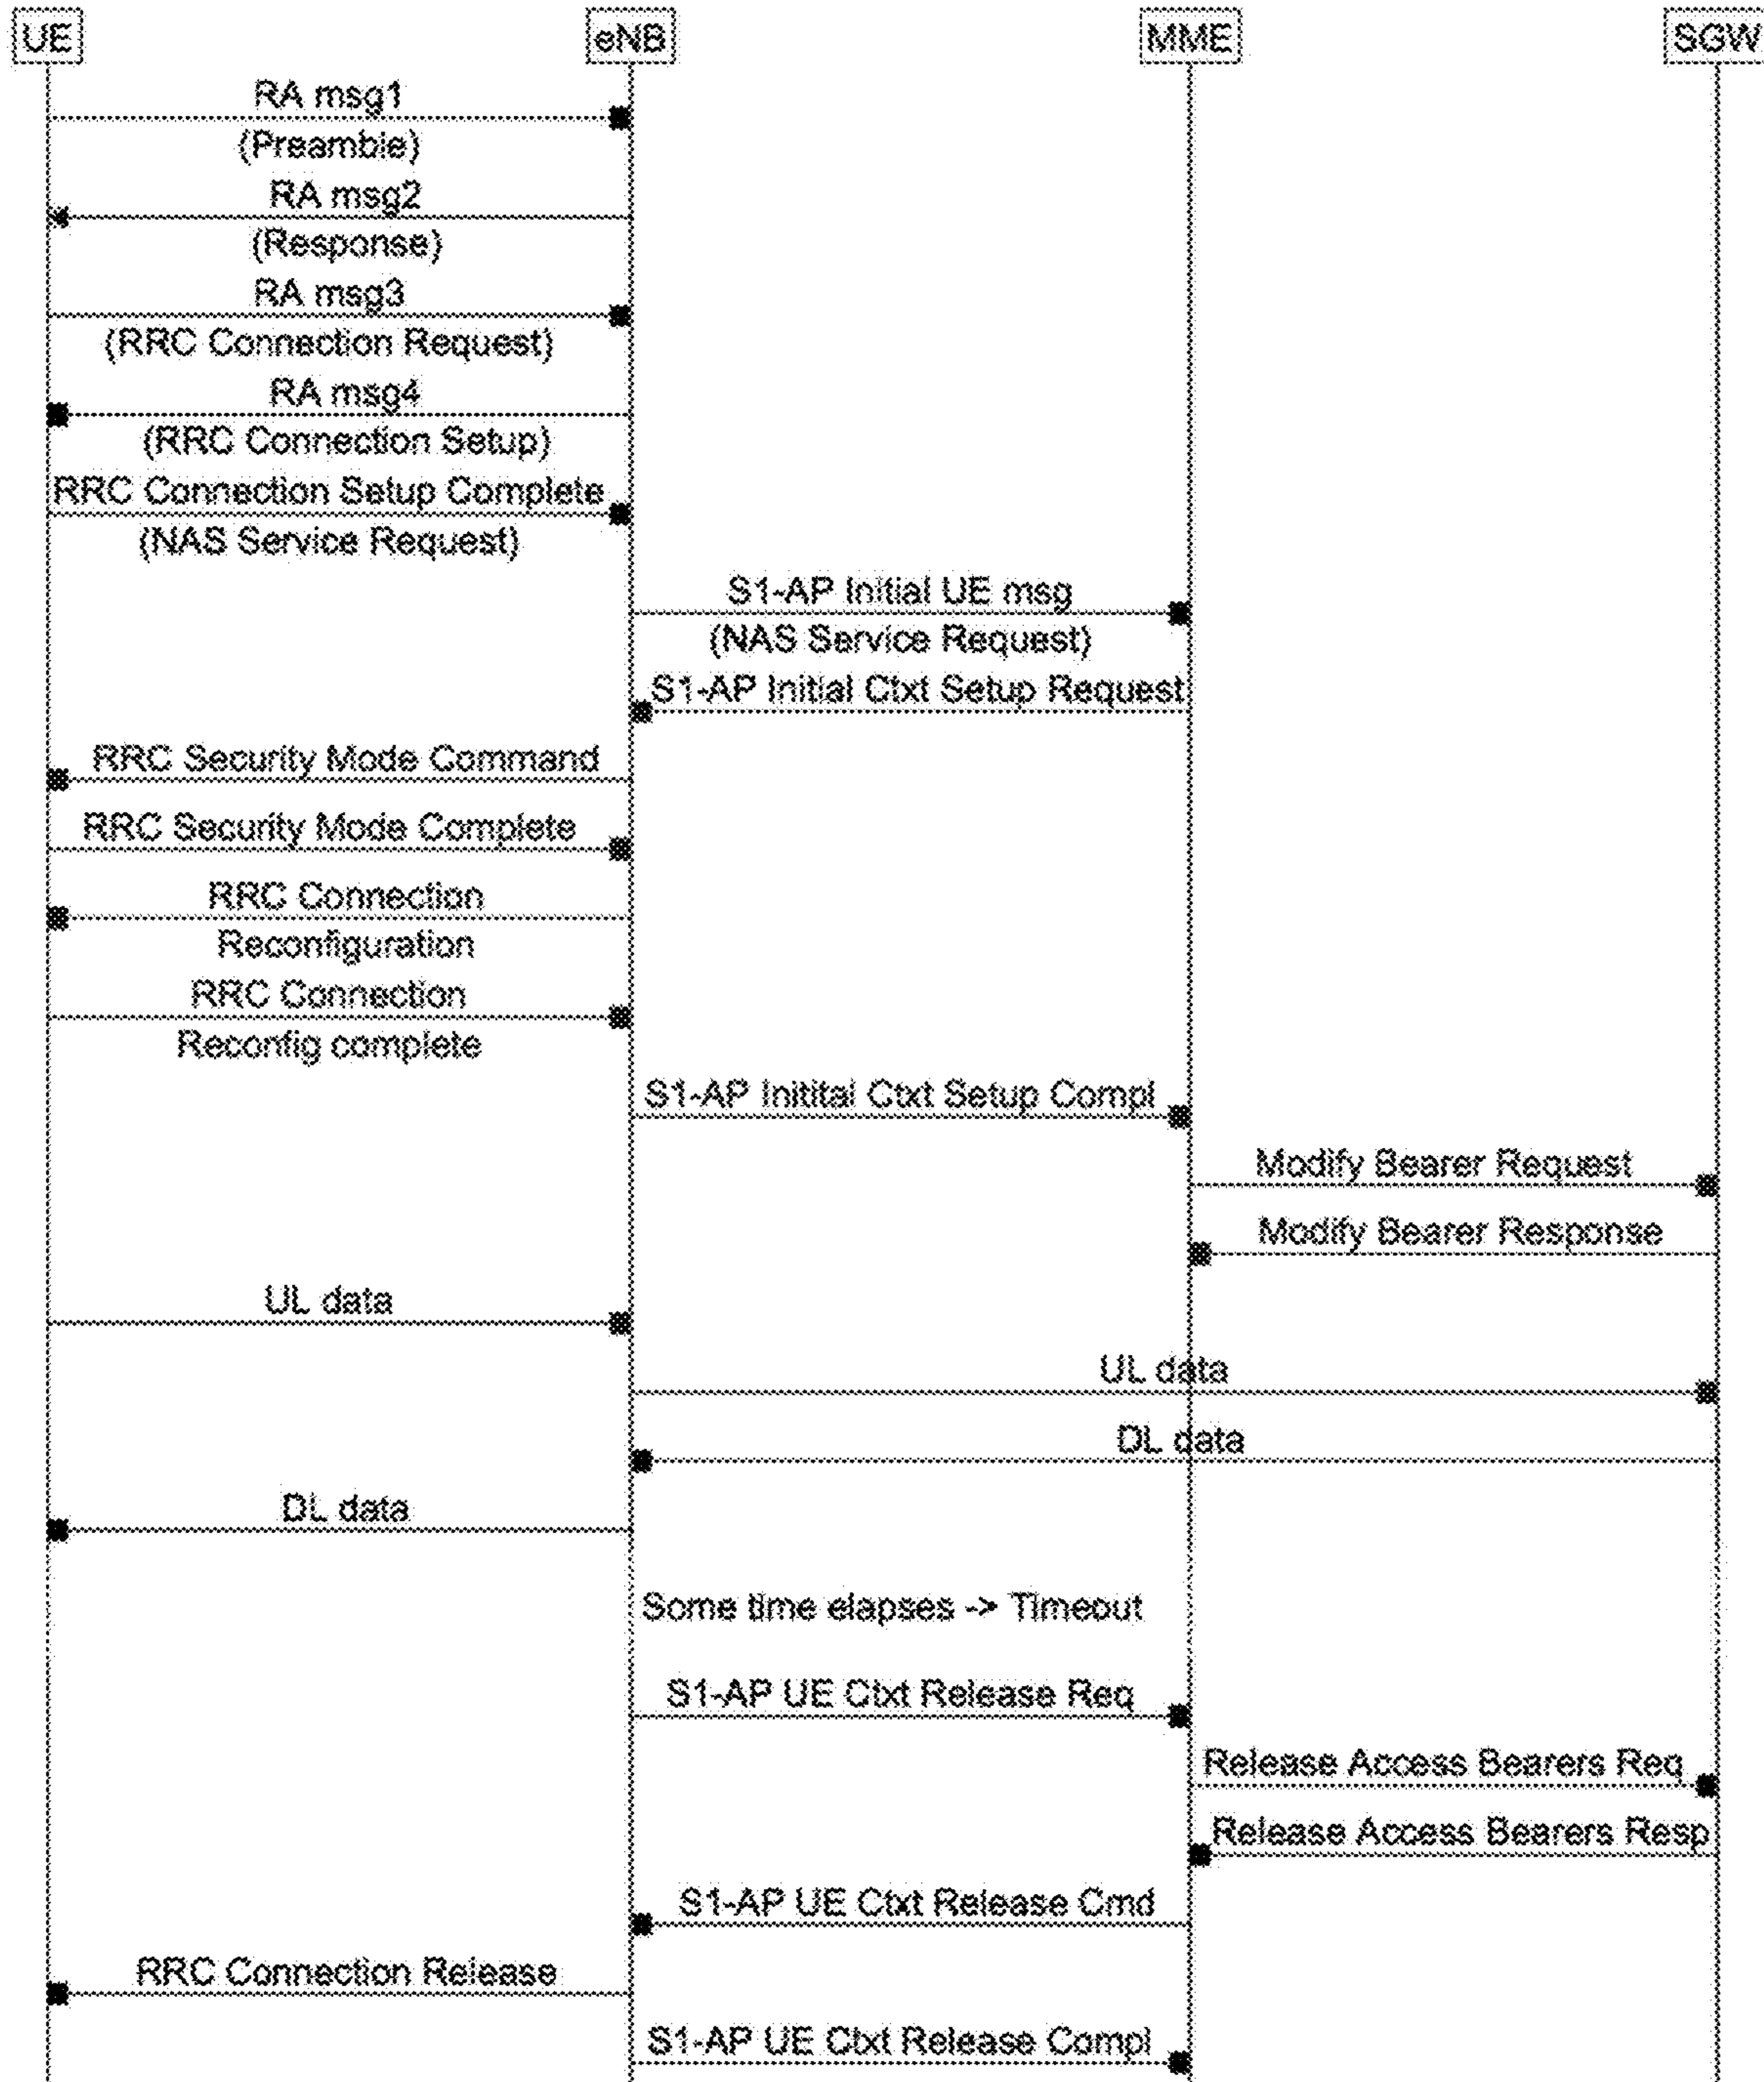 UE
eNB
MME
SGW
RA msg1
(Preamble)
RA msg2
(Response)
RA msg3
(RRC Connection Request)
RA msg4
(RRC Connection Setup)
RRC Connection Setup Complete
(NAS Service Request)
S1-AP Initial UE msg
(NAS Service Request)
S1-AP Initial Ctxt Setup Request
RRC Security Mode Command
RRC Security Mode Complete
RRC Connection
Reconfiguration
RRC Connection
Reconfig complete
S1-AP Initital Ctxt Setup Compl
Modify Bearer Request
Modify Bearer Response
UL data
UL data
DL data
DL data
Some time elapses -> Timeout
S1-AP UE Ctxt Release Req
Release Access Bearers Req
Release Access Bearers Resp
S1-AP UE Ctxt Release Cmd
RRC Connection Release
S1-AP UE Ctxt Release Compl